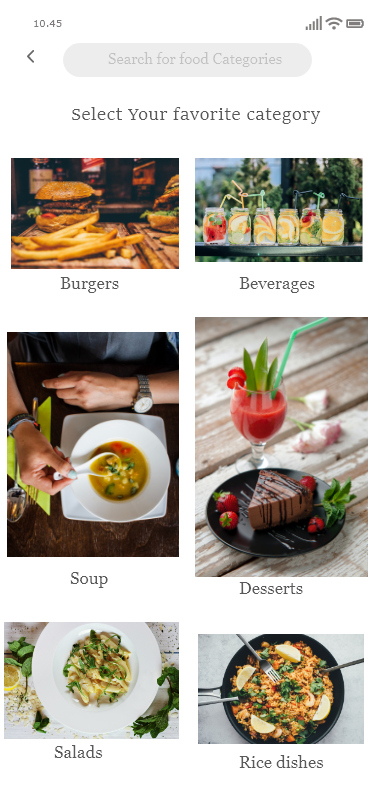 10.45
Search for food Categories
Select Your favorite category
Burgers
Beverages
Soup
Desserts
Salads
Rice dishes